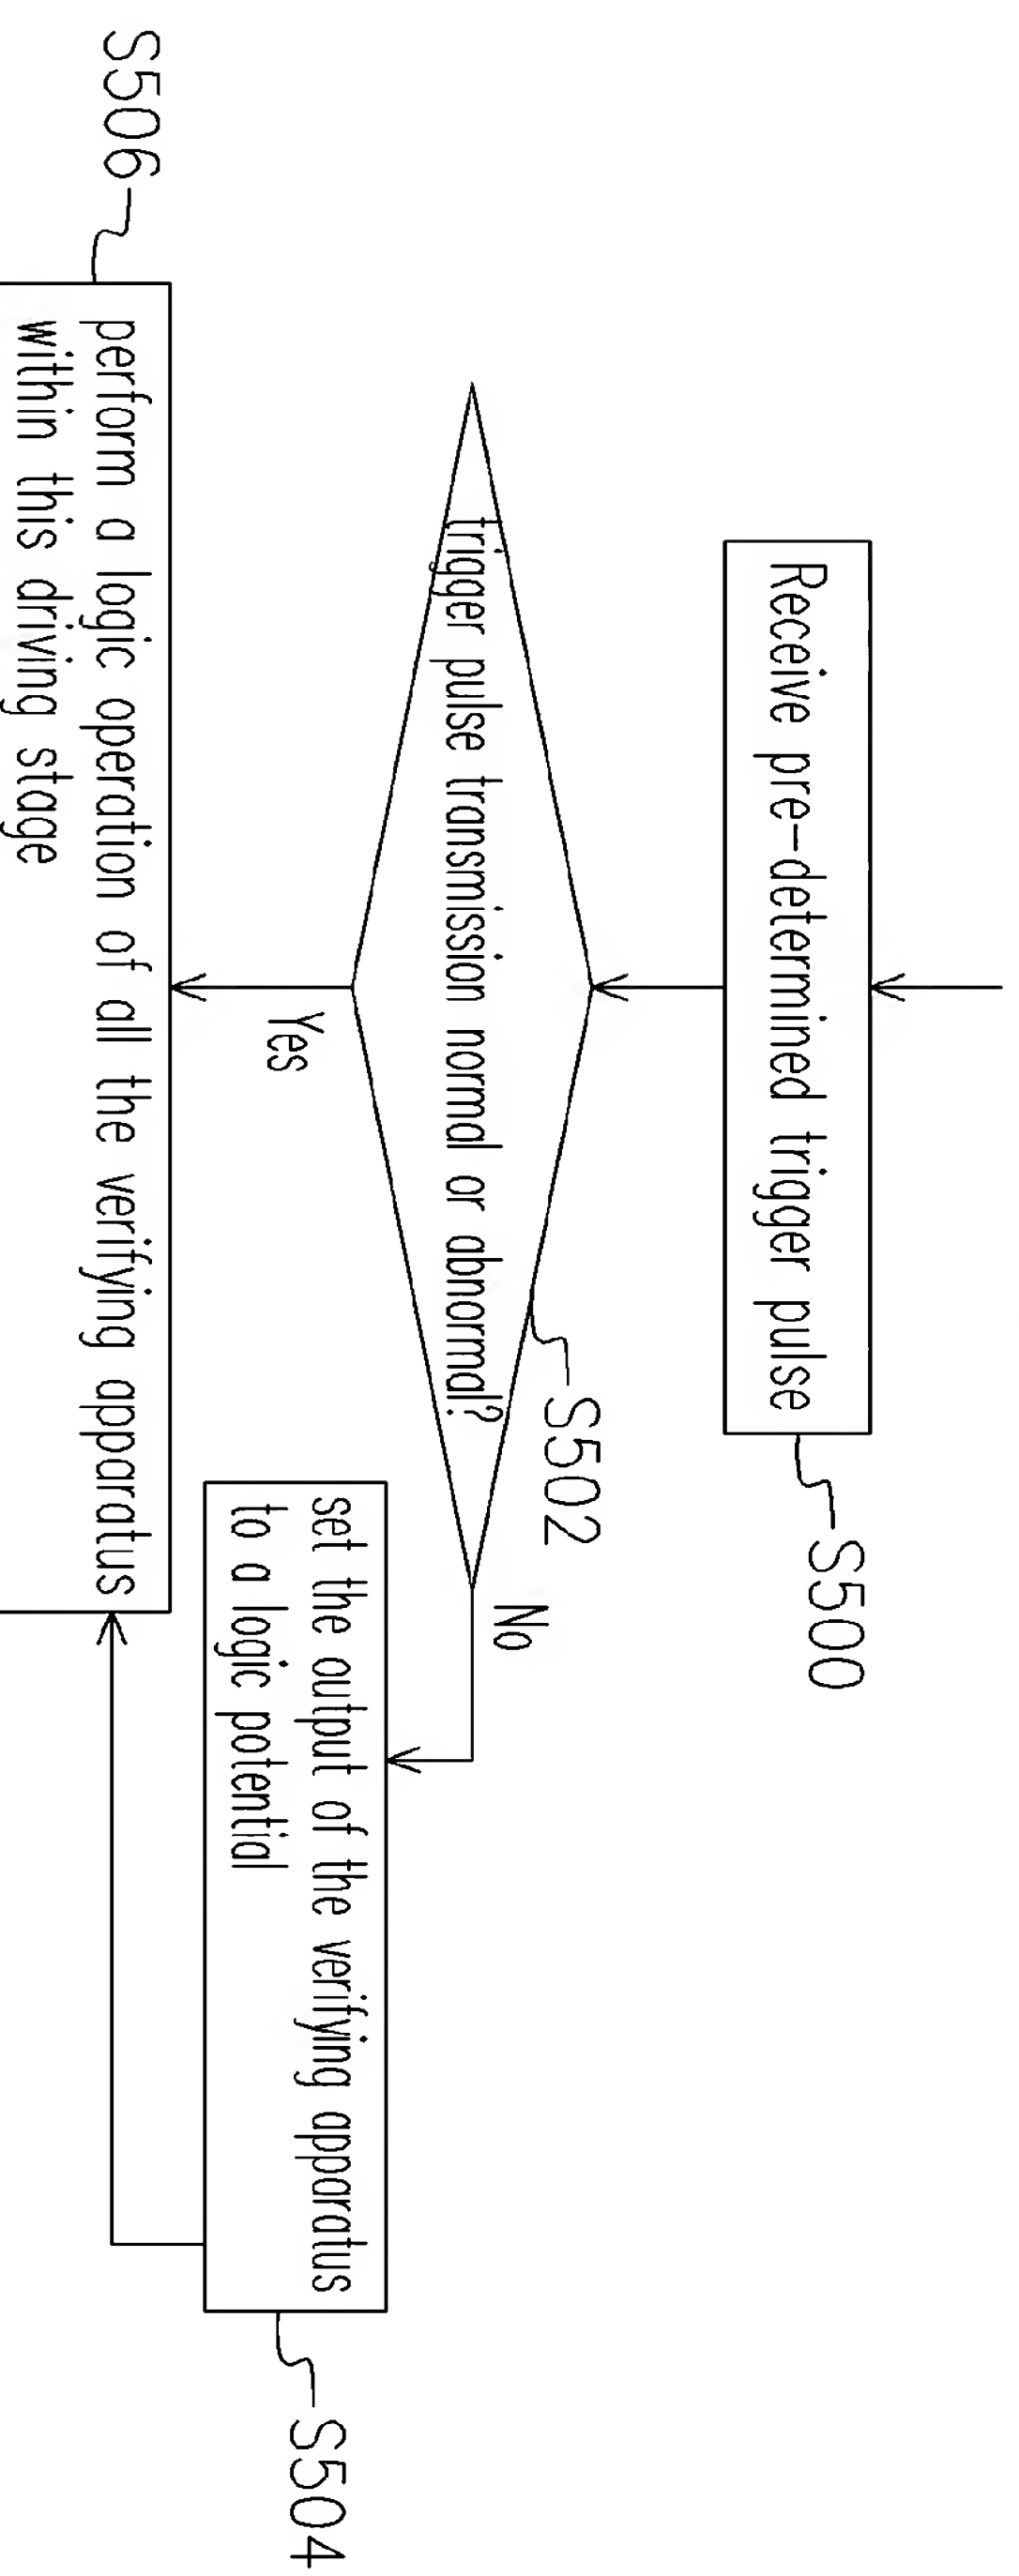 Receive pre-determined trigger pulse
S500
trigger pulse transmission normal or abnormal?
S502
No
Yes
set the output of the verifying apparatus
to a logic potential
S504
S506
perform a logic operation of all the verifying apparatus
within this driving stage